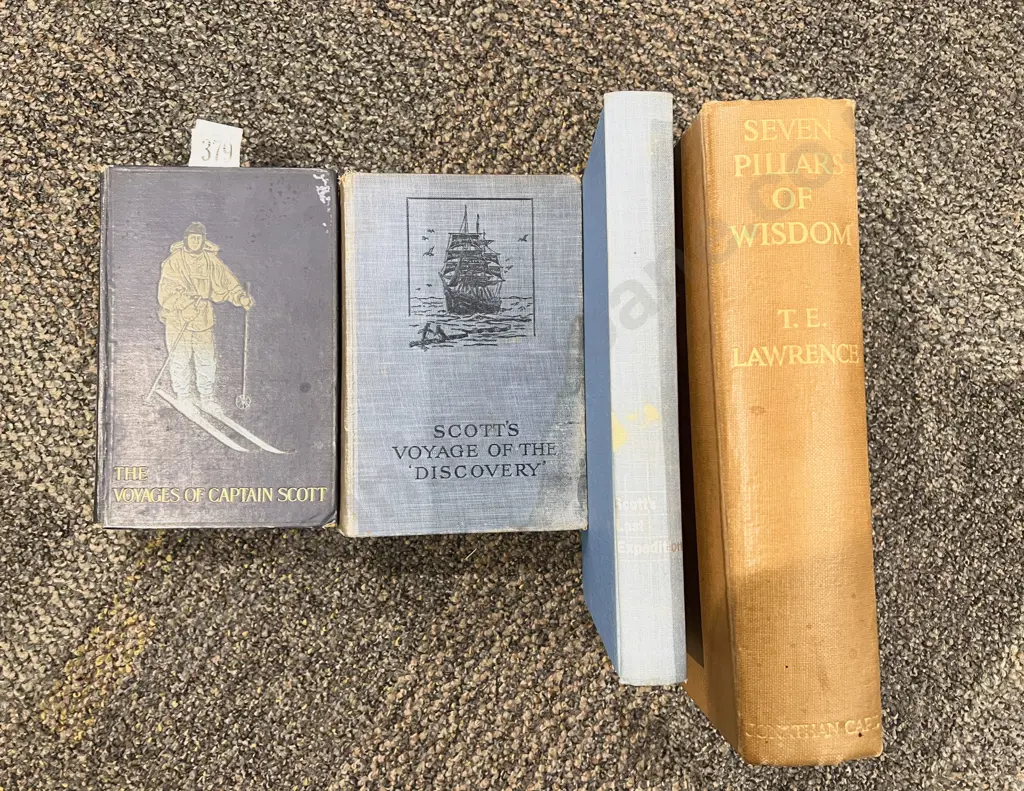 379
THE
VOYAGES OF CAPTAIN SCOTT
SCOTT'S
VOYAGE OF THE
'DISCOVERY'
Scott's
Last
Expedition
SEVEN
PILLARS
OF
WISDOM
T. E.
LAWRENCE
JONATHAN CAPE